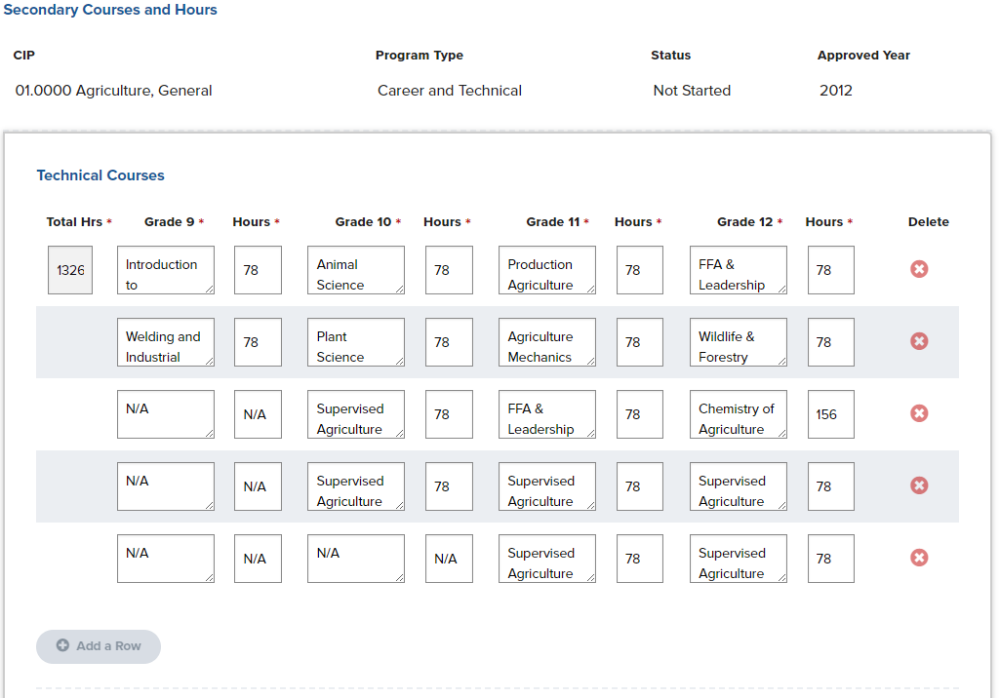 Secondary Courses and Hours
CIP Program Type Status Approved Year
01.0000 Agriculture, General Career and Technical Not Started 2012
Technical Courses
Total Hrs * Grade 9 * Hours * Grade 10 * Hours * Grade 11 * Hours * Grade 12 * Hours * Delete
1326 Introduction to 78 Animal Science 78 Production Agriculture 78 FFA & Leadership 78
Welding and Industrial 78 Plant Science 78 Agriculture Mechanics 78 Wildlife & Forestry 78
N/A N/A Supervised Agriculture 78 FFA & Leadership 78 Chemistry of Agriculture 156
N/A N/A Supervised Agriculture 78 Supervised Agriculture 78 Supervised Agriculture 78
N/A N/A N/A N/A Supervised Agriculture 78 Supervised Agriculture 78
Add a Row